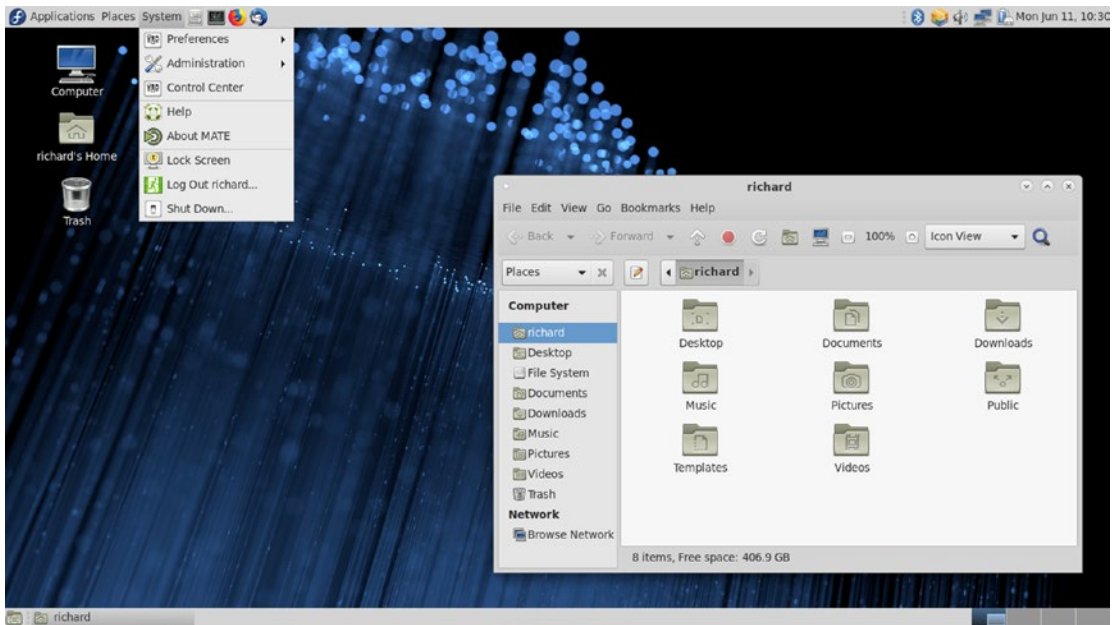 Applications Places System
Mon Jun 11, 10:30
Preferences
Administration
Control Center
Help
About MATE
Lock Screen
Log Out richard...
Shut Down...
Computer
richard's Home
Trash
richard
File Edit View Go Bookmarks Help
Back Forward 100% Icon View
Places richard
Computer
richard
Desktop
File System
Documents
Downloads
Music
Pictures
Videos
Trash
Network
Browse Network
Desktop Documents Downloads
Music Pictures Public
Templates Videos
8 items, Free space: 406.9 GB
richard